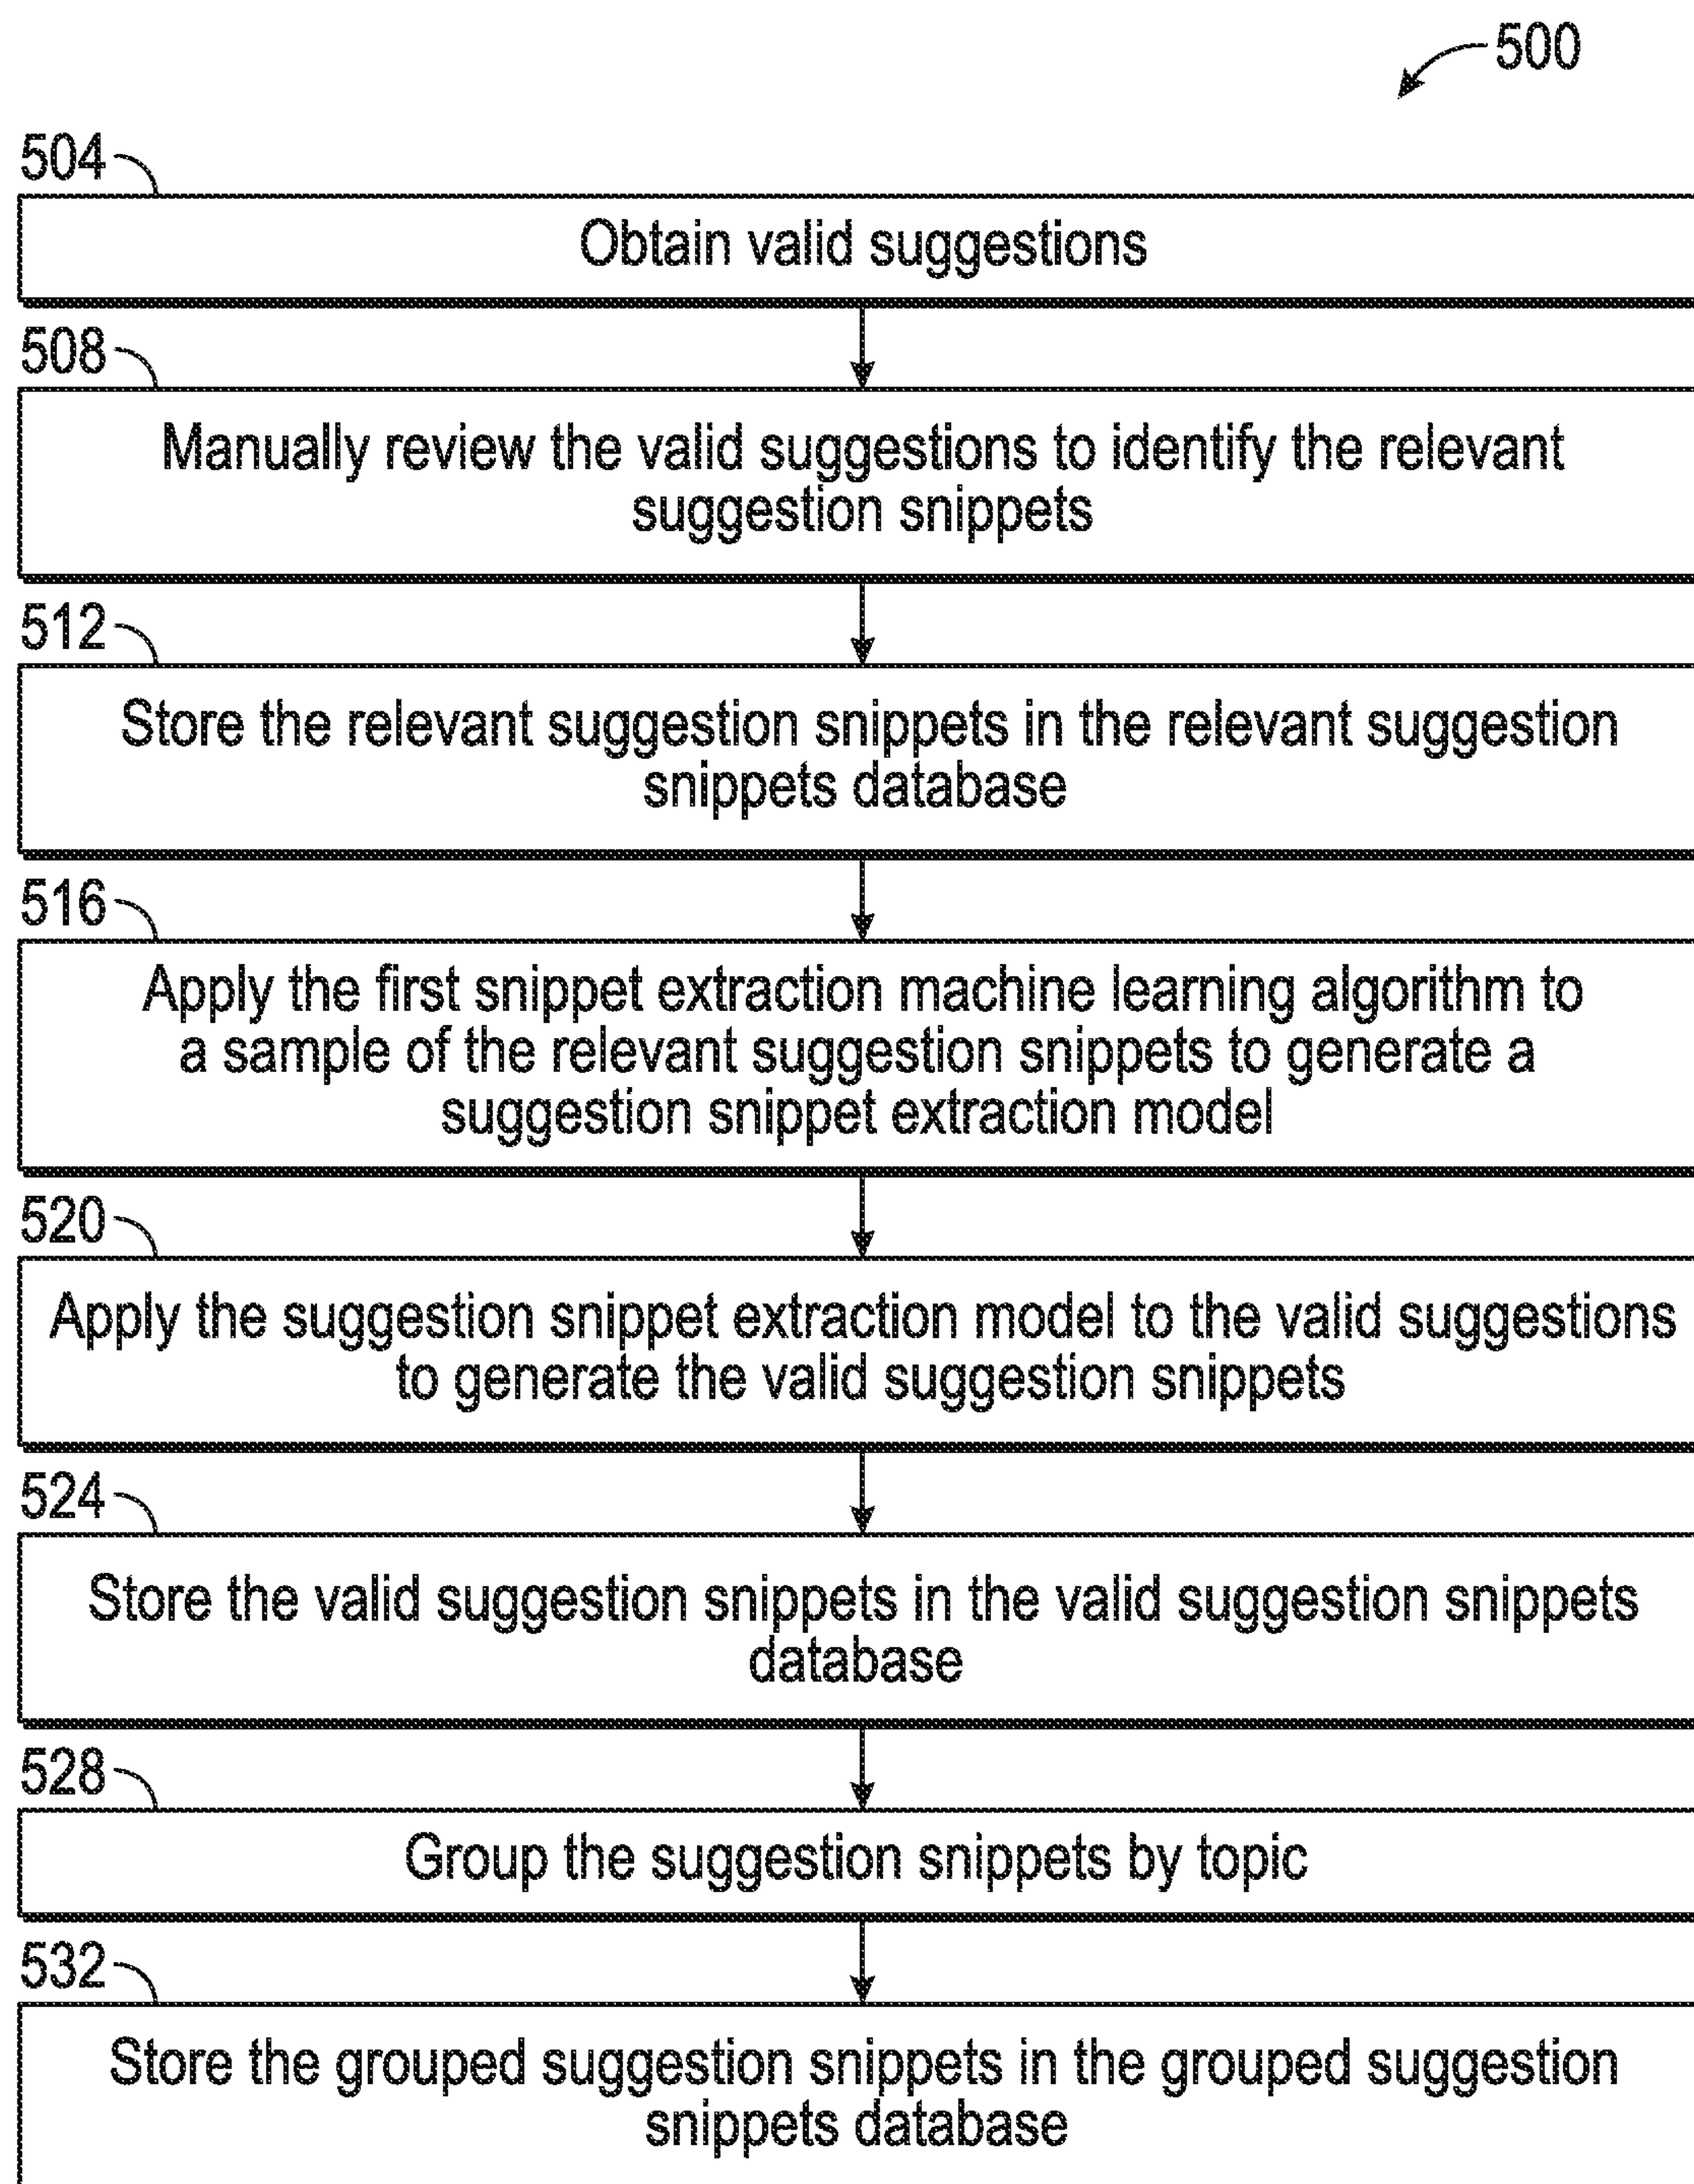 500
504
Obtain valid suggestions
508
Manually review the valid suggestions to identify the relevant
suggestion snippets
512
Store the relevant suggestion snippets in the relevant suggestion
snippets database
516
Apply the first snippet extraction machine learning algorithm to
a sample of the relevant suggestion snippets to generate a
suggestion snippet extraction model
520
Apply the suggestion snippet extraction model to the valid suggestions
to generate the valid suggestion snippets
524
Store the valid suggestion snippets in the valid suggestion snippets
database
528
Group the suggestion snippets by topic
532
Store the grouped suggestion snippets in the grouped suggestion
snippets database